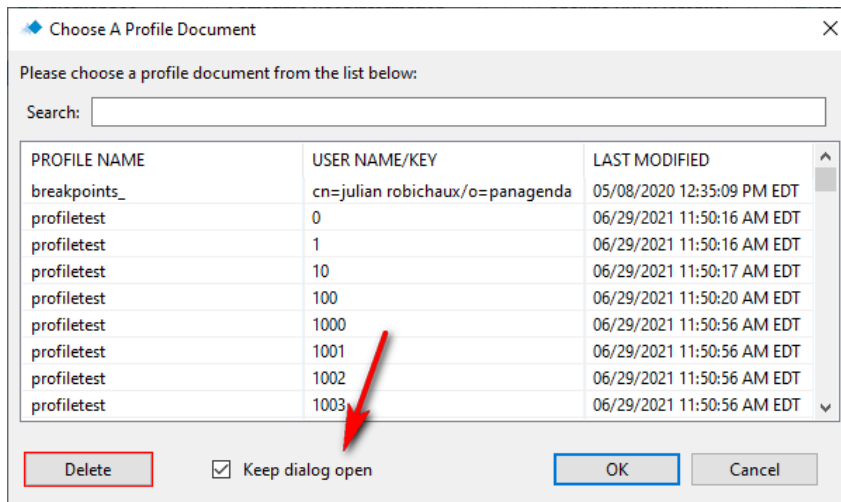 Choose A Profile Document
Please choose a profile document from the list below:
Search:
PROFILE NAME USER NAME/KEY LAST MODIFIED
breakpoints_ cn=julian robichaux/o=panagenda 05/08/2020 12:35:09 PM EDT
profiletest 0 06/29/2021 11:50:16 AM EDT
profiletest 1 06/29/2021 11:50:16 AM EDT
profiletest 10 06/29/2021 11:50:17 AM EDT
profiletest 100 06/29/2021 11:50:20 AM EDT
profiletest 1000 06/29/2021 11:50:56 AM EDT
profiletest 1001 06/29/2021 11:50:56 AM EDT
profiletest 1002 06/29/2021 11:50:56 AM EDT
profiletest 1003 06/29/2021 11:50:56 AM EDT
Delete Keep dialog open OK Cancel